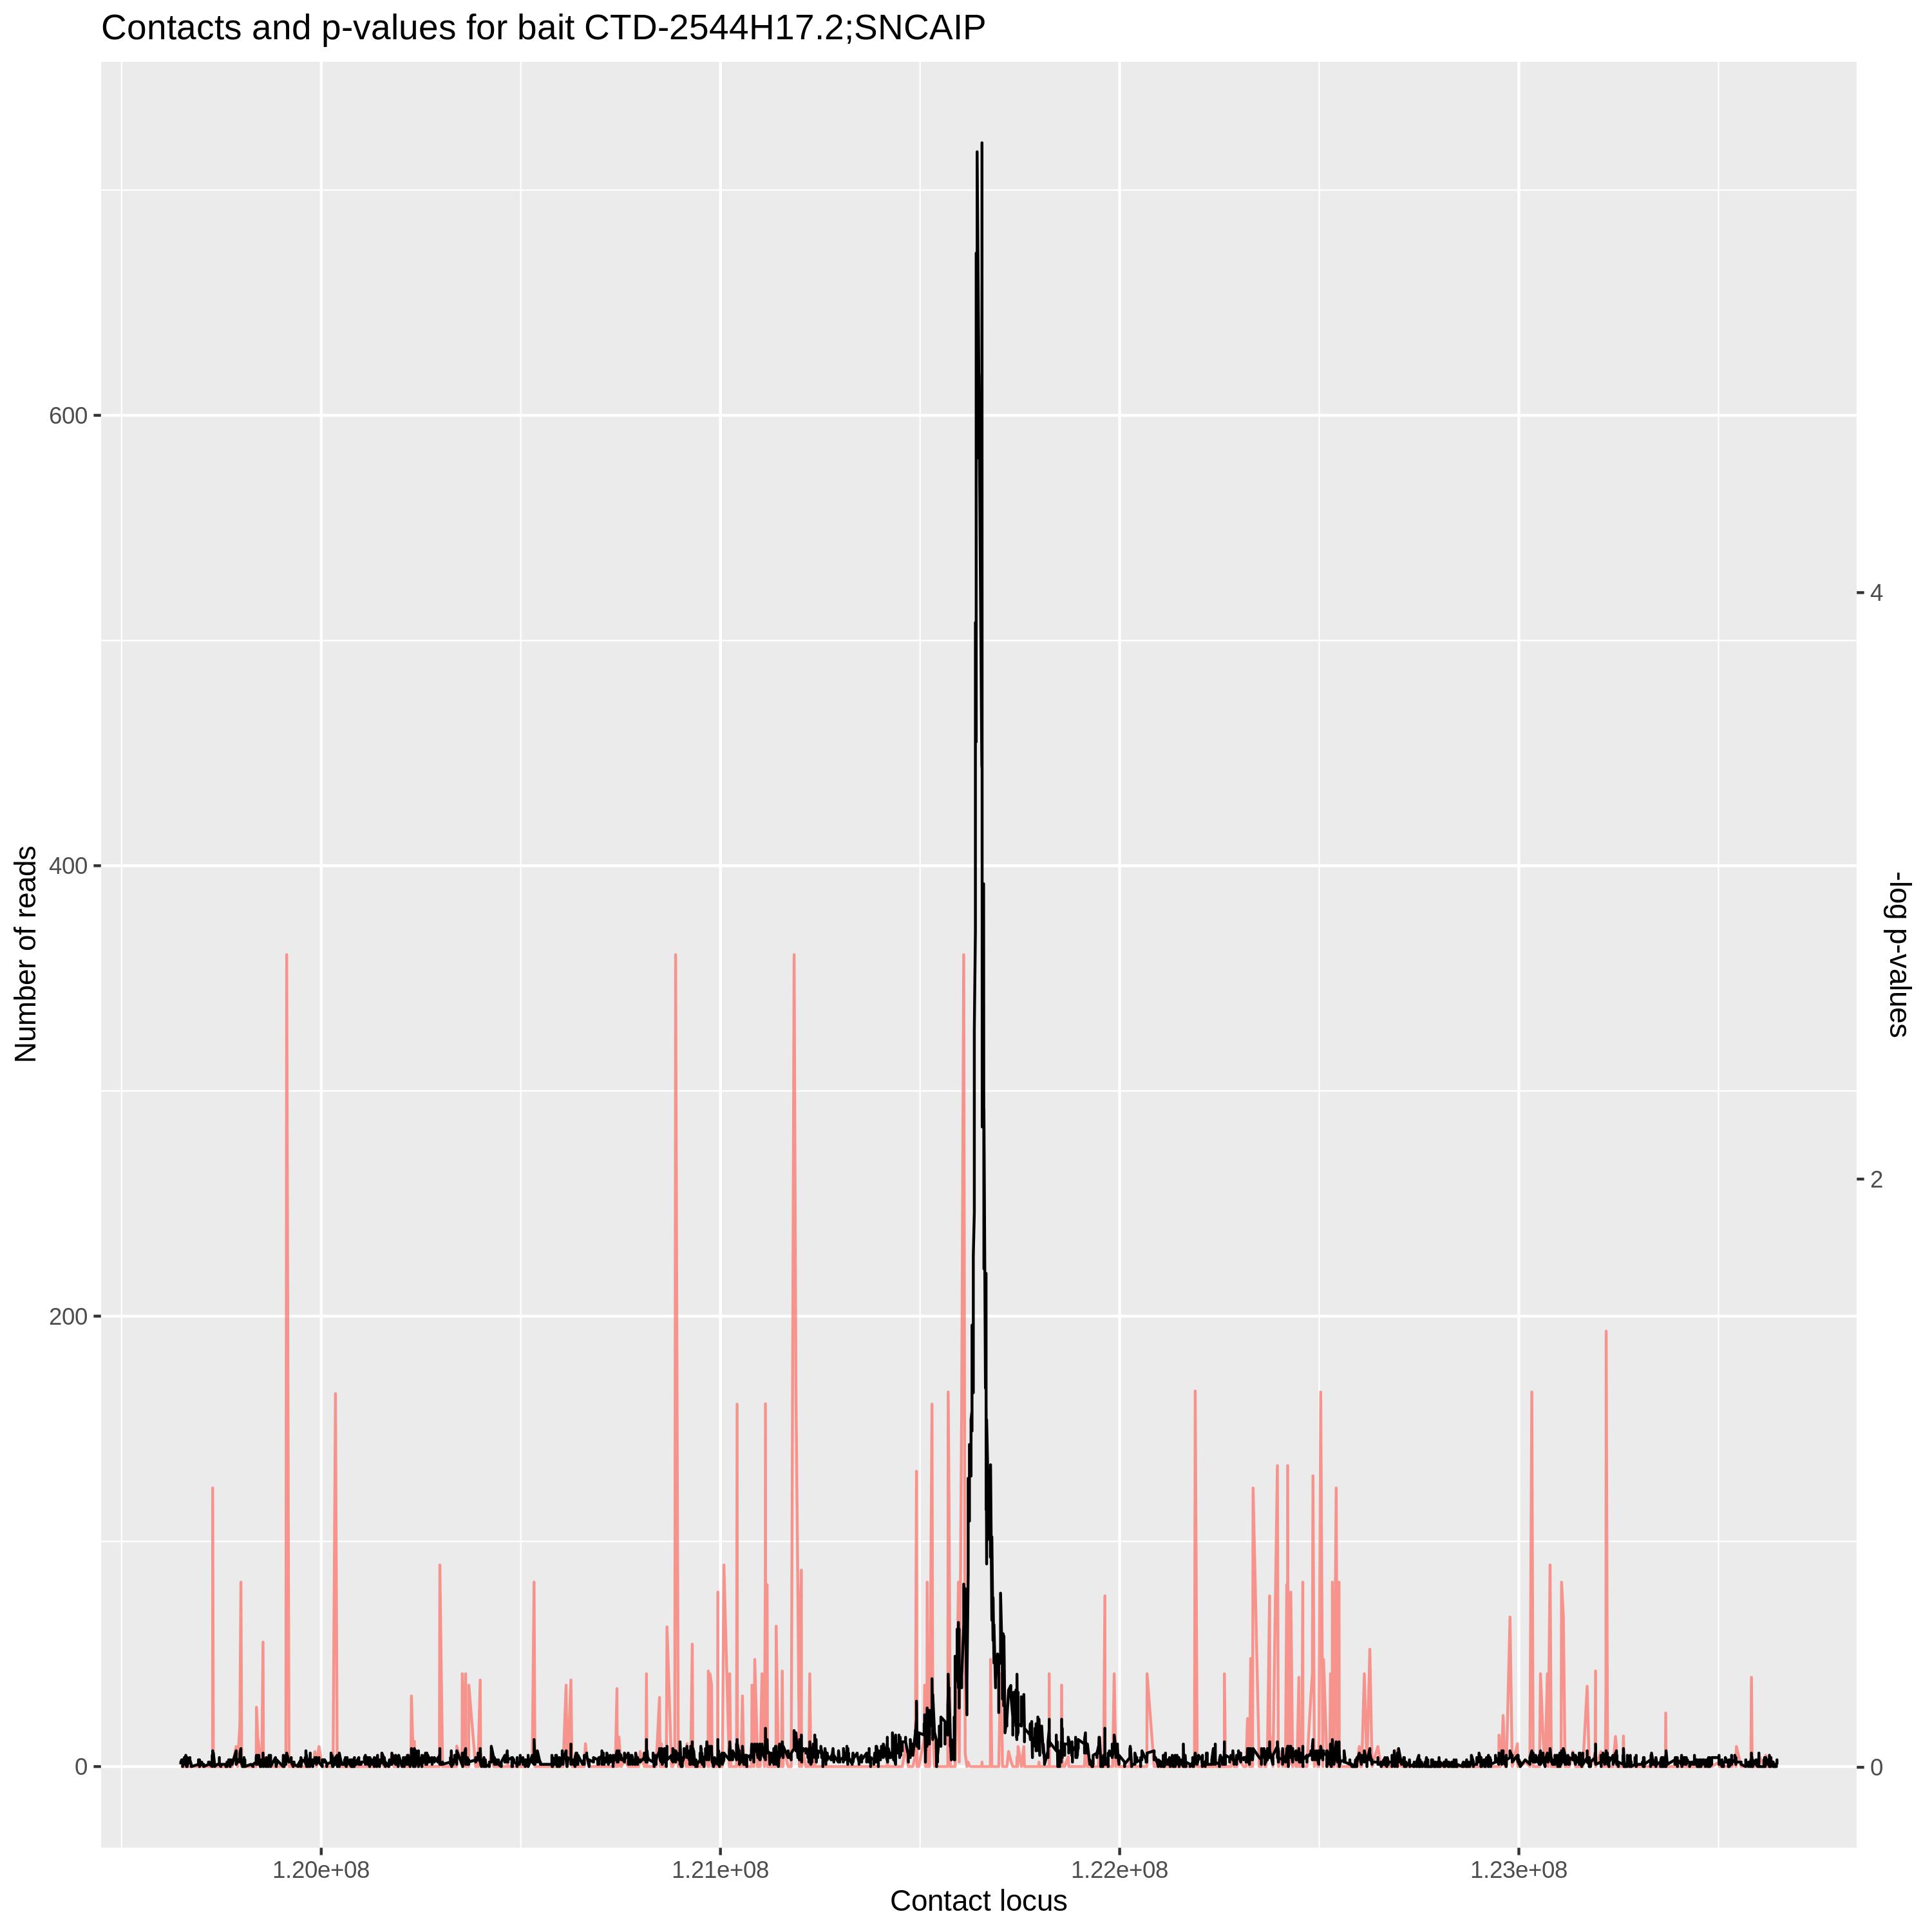 Contacts and p-values for bait CTD-2544H17.2;SNCAIP
Number of reads
600
400
200
0
4
2
0
-log p-values
1.20e+08 1.21e+08 1.22e+08 1.23e+08
Contact locus